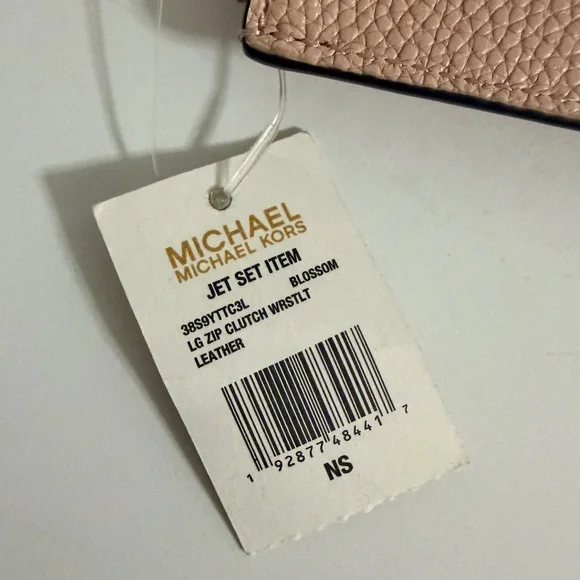 MICHAEL
MICHAEL KORS
JET SET ITEM
38S9YTTC3L BLOSSOM
LG ZIP CLUTCH WRSTLT
LEATHER
1 92877 48441 7
NS